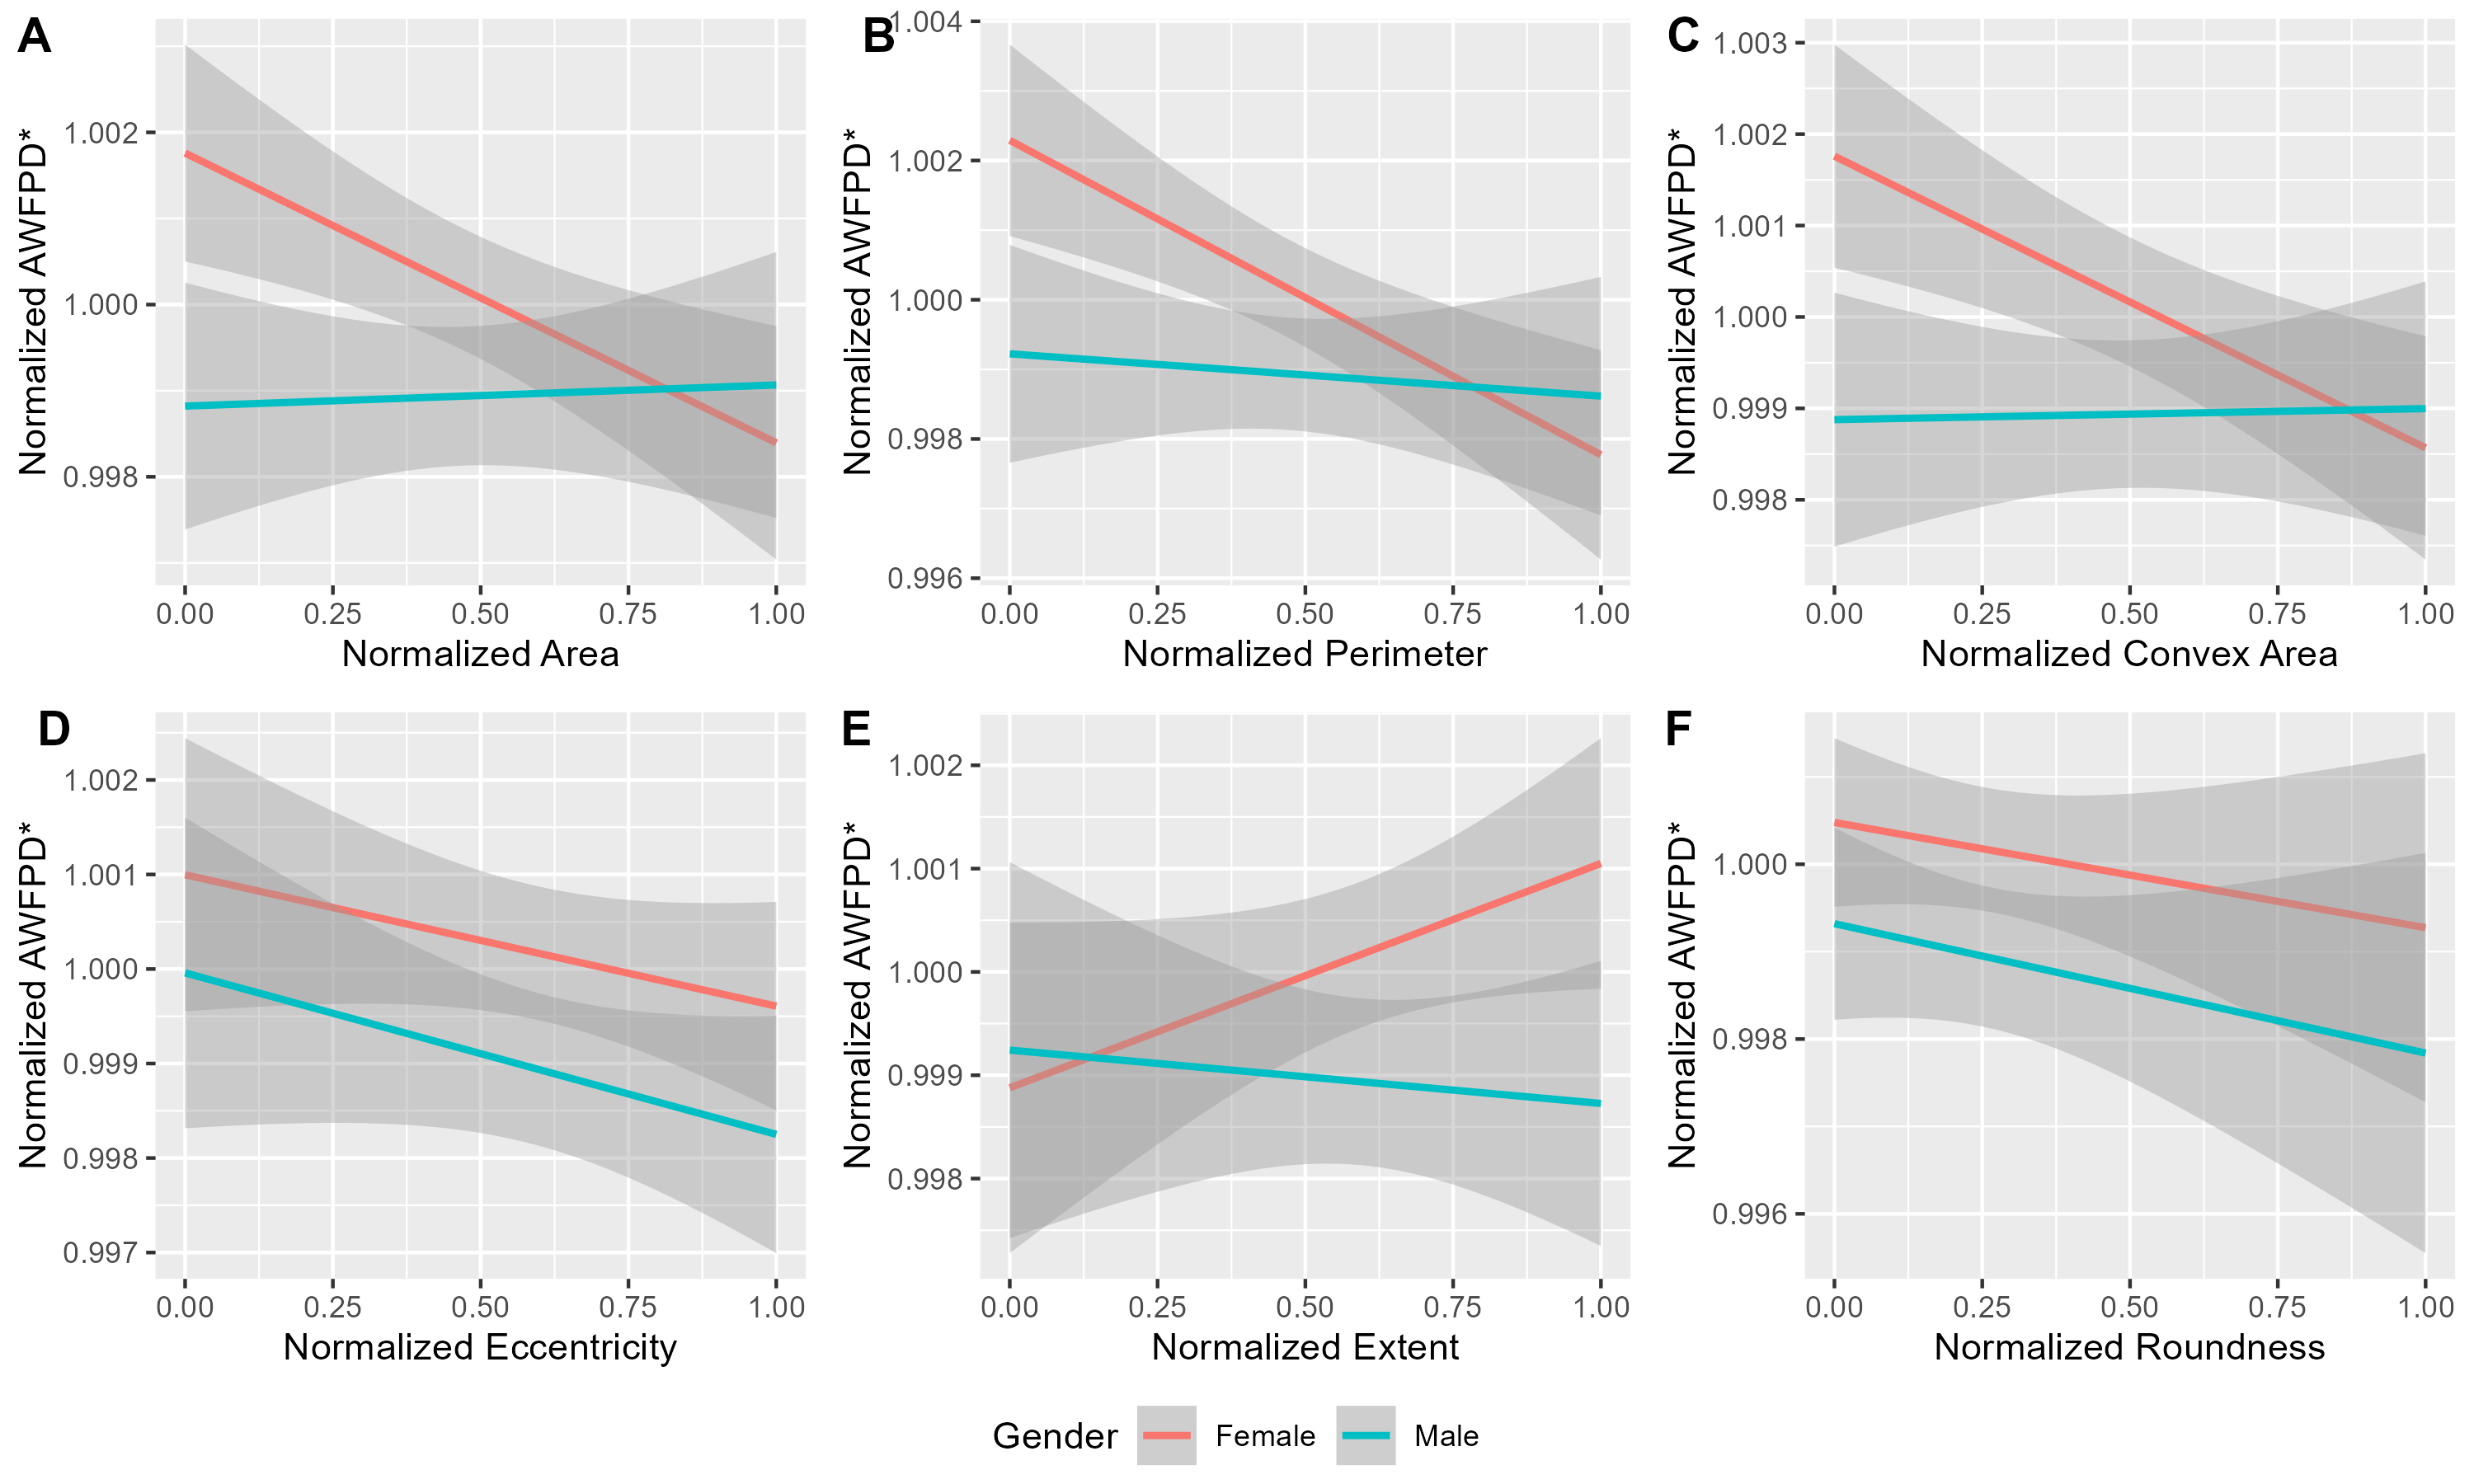 A
Normalized AWFPD*
1.002
1.000
0.998
0.00 0.25 0.50 0.75 1.00
Normalized Area
B
Normalized AWFPD*
1.004
1.002
1.000
0.998
0.996
0.00 0.25 0.50 0.75 1.00
Normalized Perimeter
C
Normalized AWFPD*
1.003
1.002
1.001
1.000
0.999
0.998
0.00 0.25 0.50 0.75 1.00
Normalized Convex Area
D
Normalized AWFPD*
1.002
1.001
1.000
0.999
0.998
0.997
0.00 0.25 0.50 0.75 1.00
Normalized Eccentricity
E
Normalized AWFPD*
1.002
1.001
1.000
0.999
0.998
0.00 0.25 0.50 0.75 1.00
Normalized Extent
F
Normalized AWFPD*
1.000
0.998
0.996
0.00 0.25 0.50 0.75 1.00
Normalized Roundness
Gender Female Male